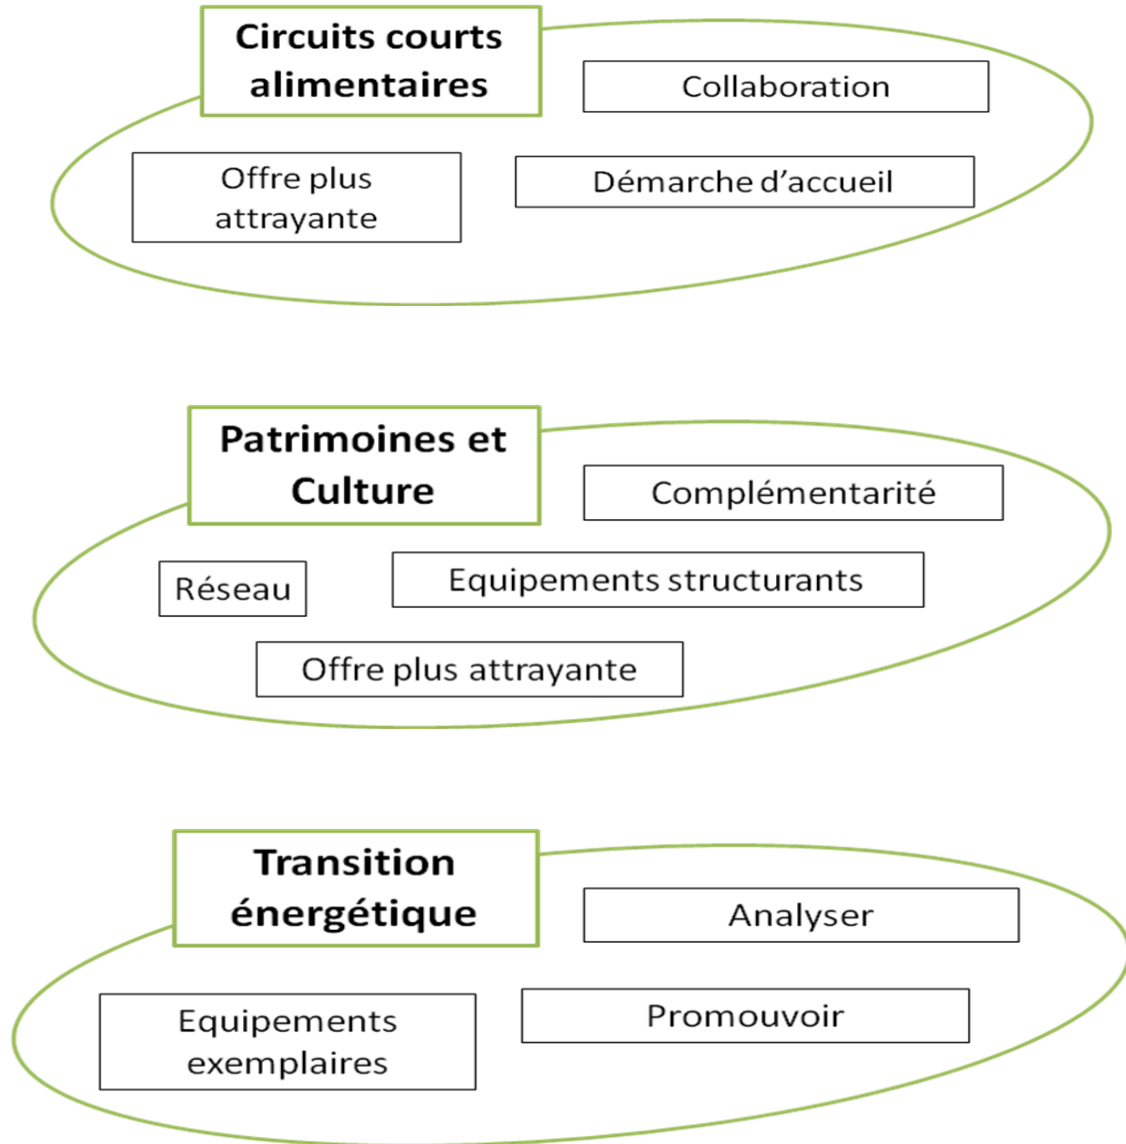 Circuits courts
alimentaires
Collaboration
Offre plus
attrayante
Démarche d'accueil
Patrimoines et
Culture
Complémentarité
Réseau
Equipements structurants
Offre plus attrayante
Transition
énergétique
Analyser
Equipements
exemplaires
Promouvoir